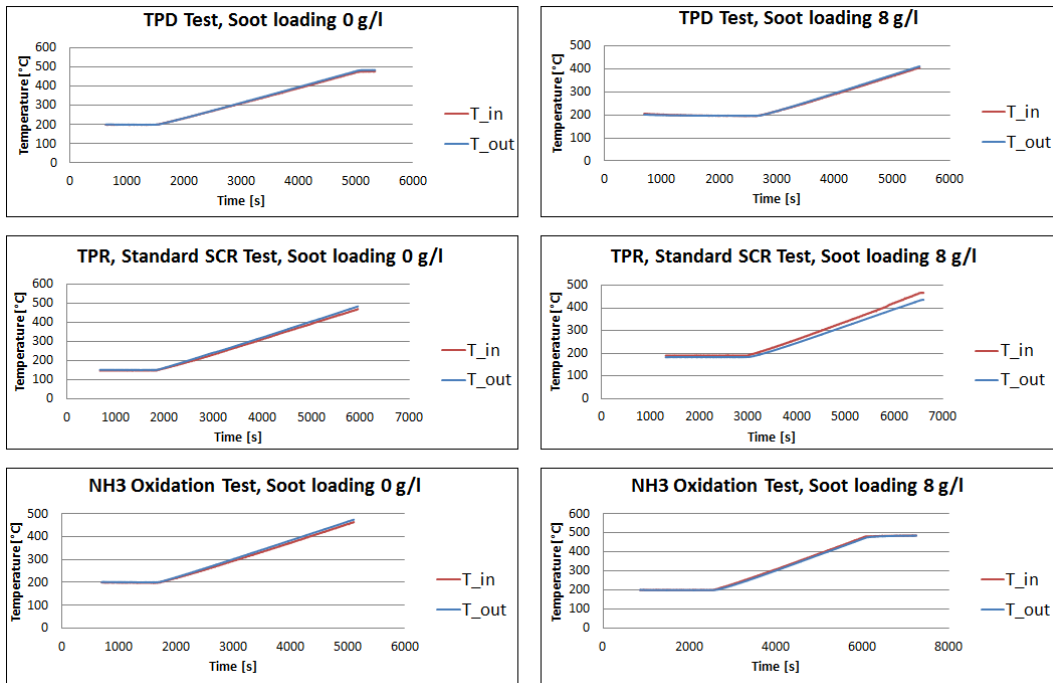 TPD Test, Soot loading 0 g/l
Temperature [°C]
600
500
400
300
200
100
0
0 1000 2000 3000 4000 5000 6000
Time [s]
T_in
T_out
TPD Test, Soot loading 8 g/l
Temperature [°C]
500
400
300
200
100
0
0 1000 2000 3000 4000 5000 6000
Time [s]
T_in
T_out
TPR, Standard SCR Test, Soot loading 0 g/l
Temperature [°C]
600
500
400
300
200
100
0
0 1000 2000 3000 4000 5000 6000 7000
Time [s]
T_in
T_out
TPR, Standard SCR Test, Soot loading 8 g/l
Temperature [°C]
500
400
300
200
100
0
0 1000 2000 3000 4000 5000 6000 7000
Time [s]
T_in
T_out
NH3 Oxidation Test, Soot loading 0 g/l
Temperature [°C]
500
400
300
200
100
0
0 1000 2000 3000 4000 5000 6000
Time [s]
T_in
T_out
NH3 Oxidation Test, Soot loading 8 g/l
Temperature [°C]
600
500
400
300
200
100
0
0 2000 4000 6000 8000
Time [s]
T_in
T_out